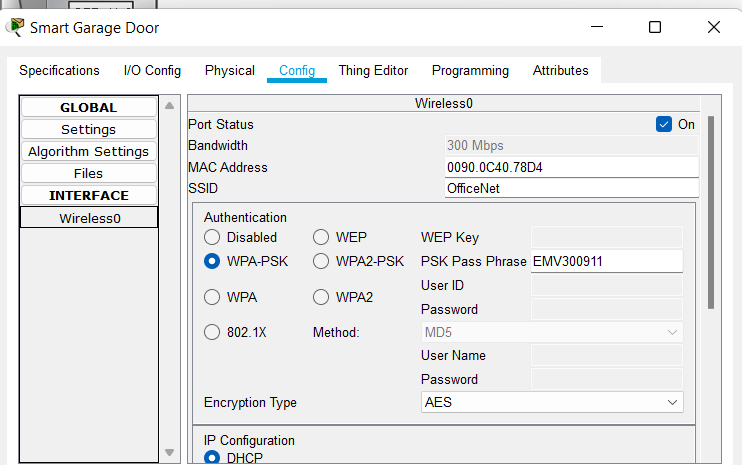 Smart Garage Door
Specifications I/O Config Physical Config Thing Editor Programming Attributes
GLOBAL
Settings
Algorithm Settings
Files
INTERFACE
Wireless0
Wireless0
Port Status On
Bandwidth 300 Mbps
MAC Address 0090.0C40.78D4
SSID OfficeNet
Authentication
Disabled WEP WEP Key
WPA-PSK WPA2-PSK PSK Pass Phrase EMV300911
User ID
WPA WPA2
Password
802.1X Method: MD5
User Name
Password
Encryption Type AES
IP Configuration
DHCP